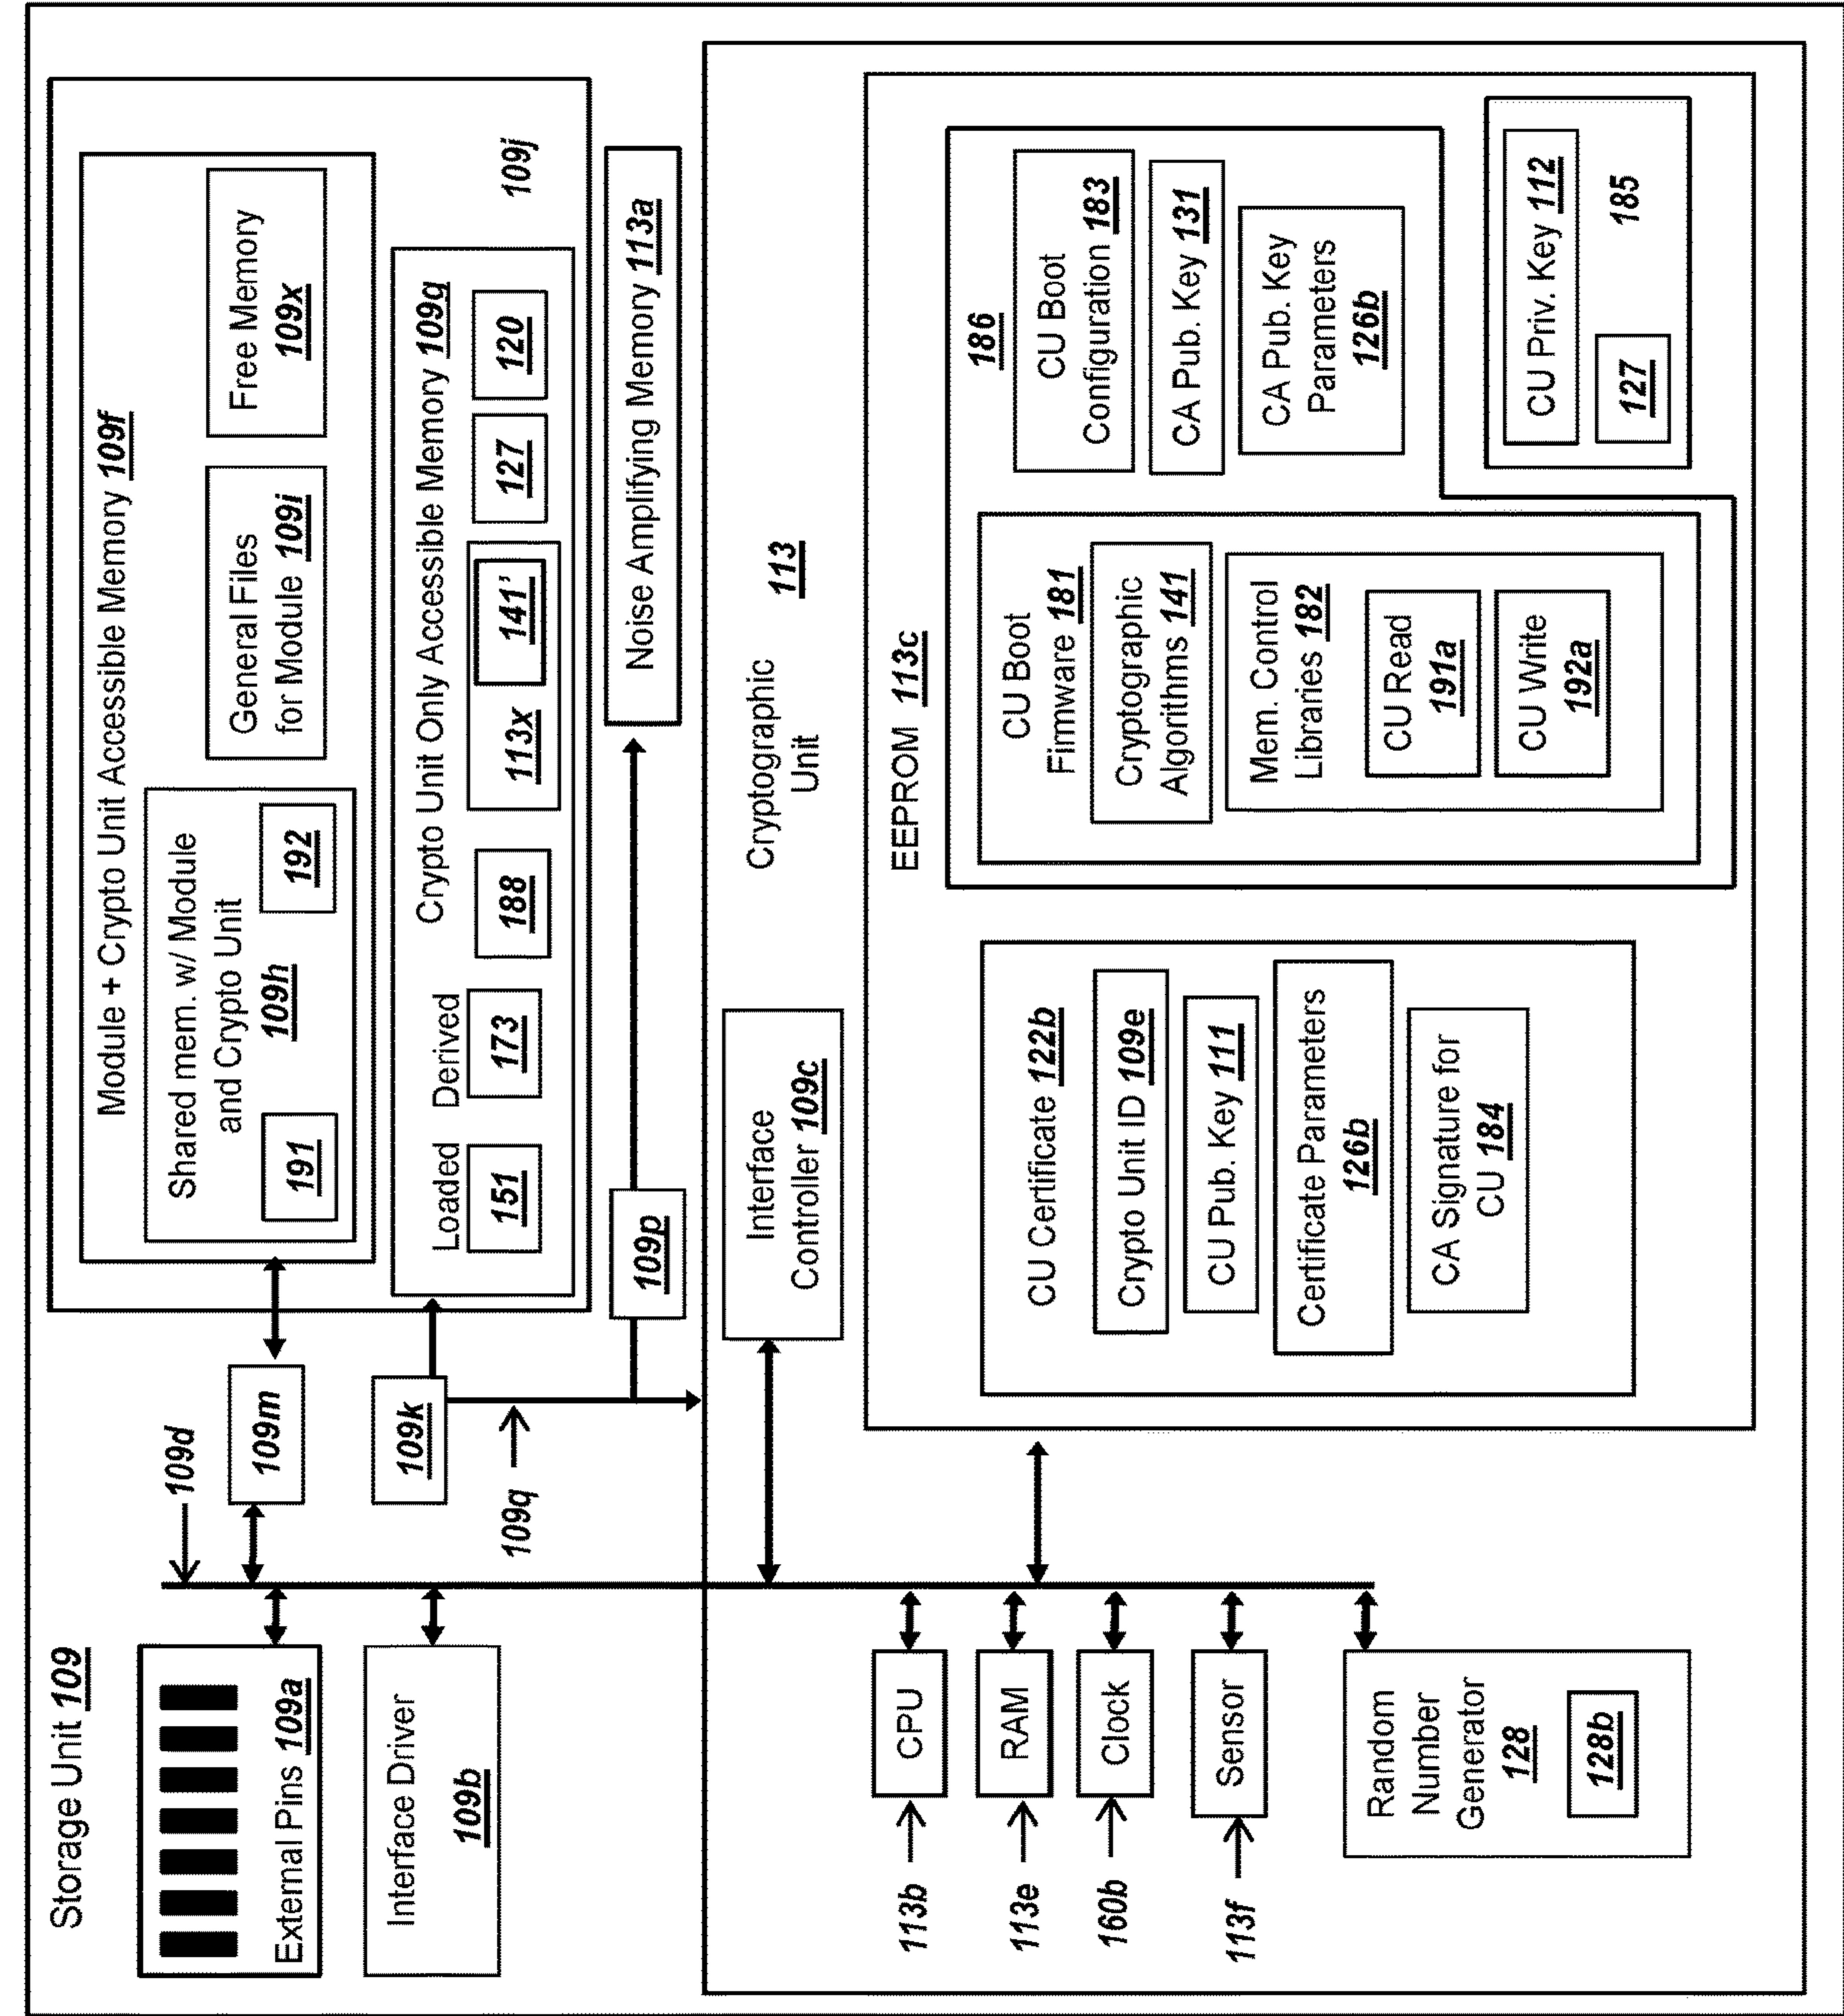 Storage Unit 109
External Pins 109a
Interface Driver
109b
109d
109m
109k
109q
109p
Module + Crypto Unit Accessible Memory 109f
Shared mem. w/ Module
and Crypto Unit
109h
191
192
General Files
for Module 109i
Free Memory
109x
Crypto Unit Only Accessible Memory 109g
Loaded
151
Derived
173
188
113x
141’
127
120
109j
Noise Amplifying Memory 113a
Cryptographic
Unit
113
Interface
Controller 109c
113b
CPU
113e
RAM
160b
Clock
113f
Sensor
Random
Number
Generator
128
128b
EEPROM 113c
CU Certificate 122b
Crypto Unit ID 109e
CU Pub. Key 111
Certificate Parameters
126b
CA Signature for
CU 184
186
CU Boot
Firmware 181
Cryptographic
Algorithms 141
Mem. Control
Libraries 182
CU Read
191a
CU Write
192a
CU Boot
Configuration 183
CA Pub. Key 131
CA Pub. Key
Parameters
126b
CU Priv. Key 112
127
185